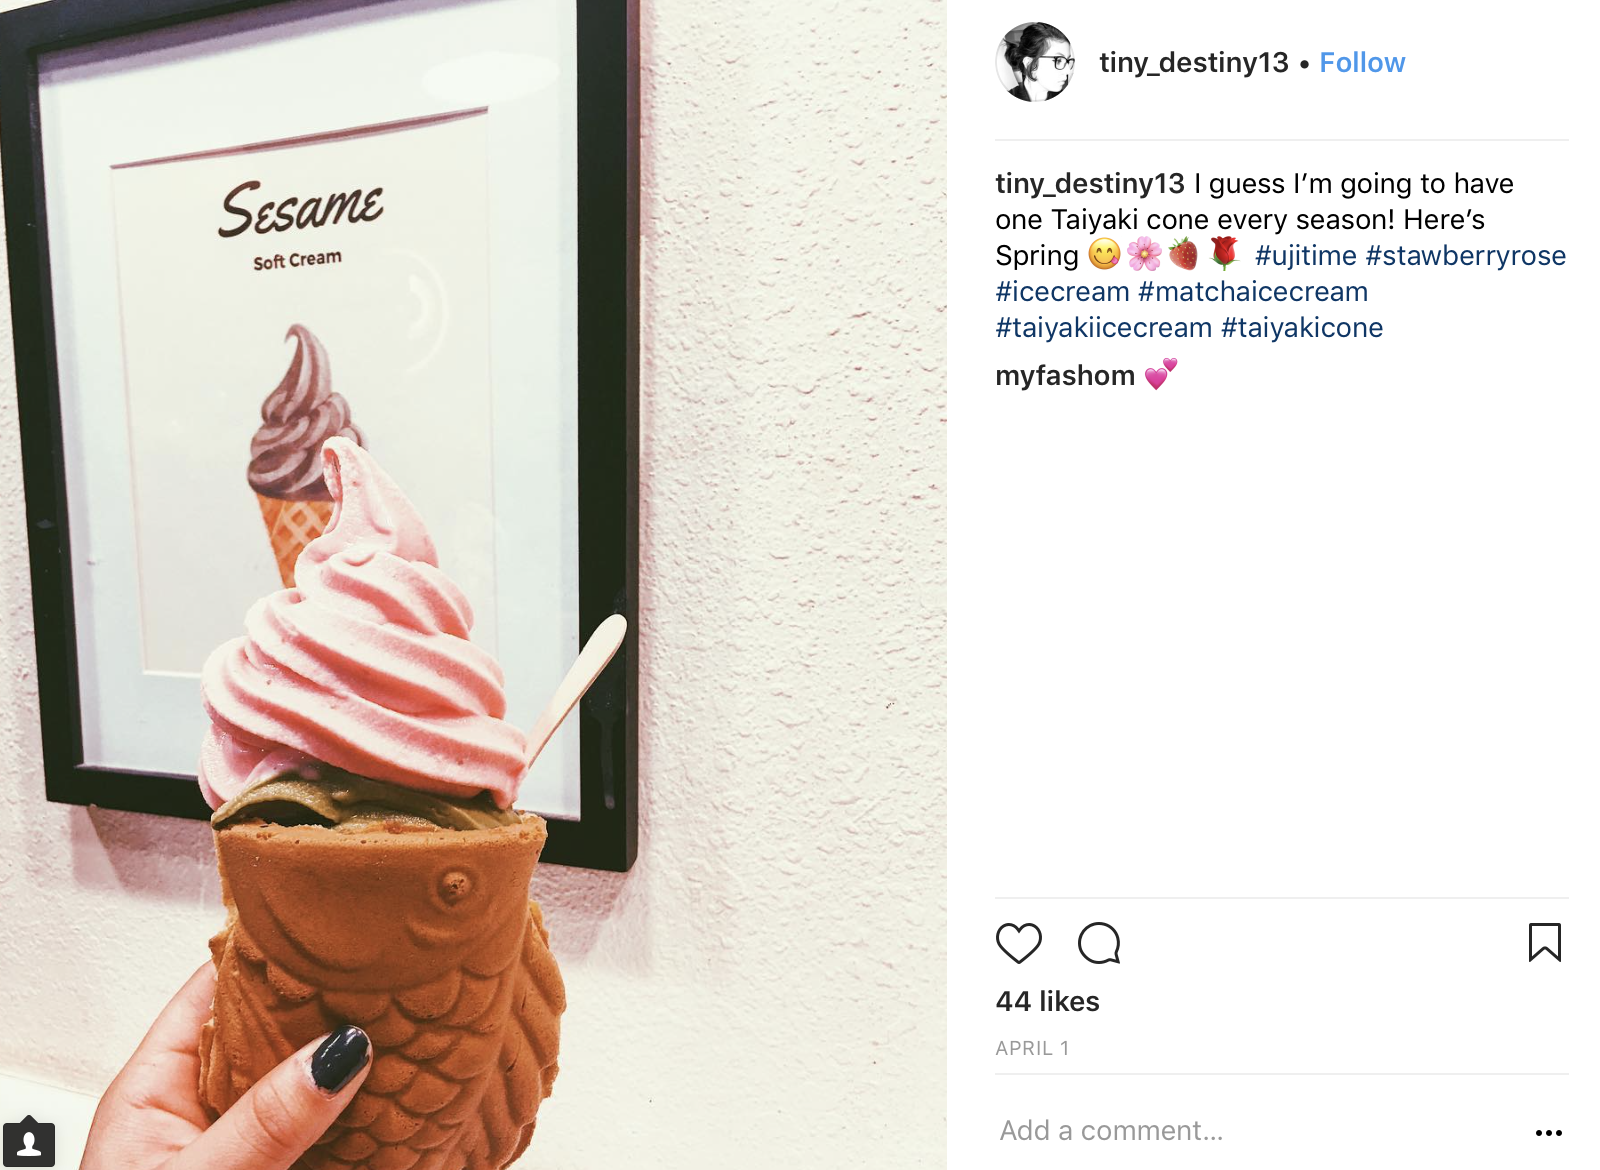 Sesame
Soft Cream
tiny_destiny13 • Follow
tiny_destiny13 I guess I’m going to have
one Taiyaki cone every season! Here’s
Spring 😋🌸🍓🌹 #ujitime #stawberryrose
#icecream #matchaicecream
#taiyakiicecream #taiyakicone
myfashom 💕
44 likes
APRIL 1
Add a comment...